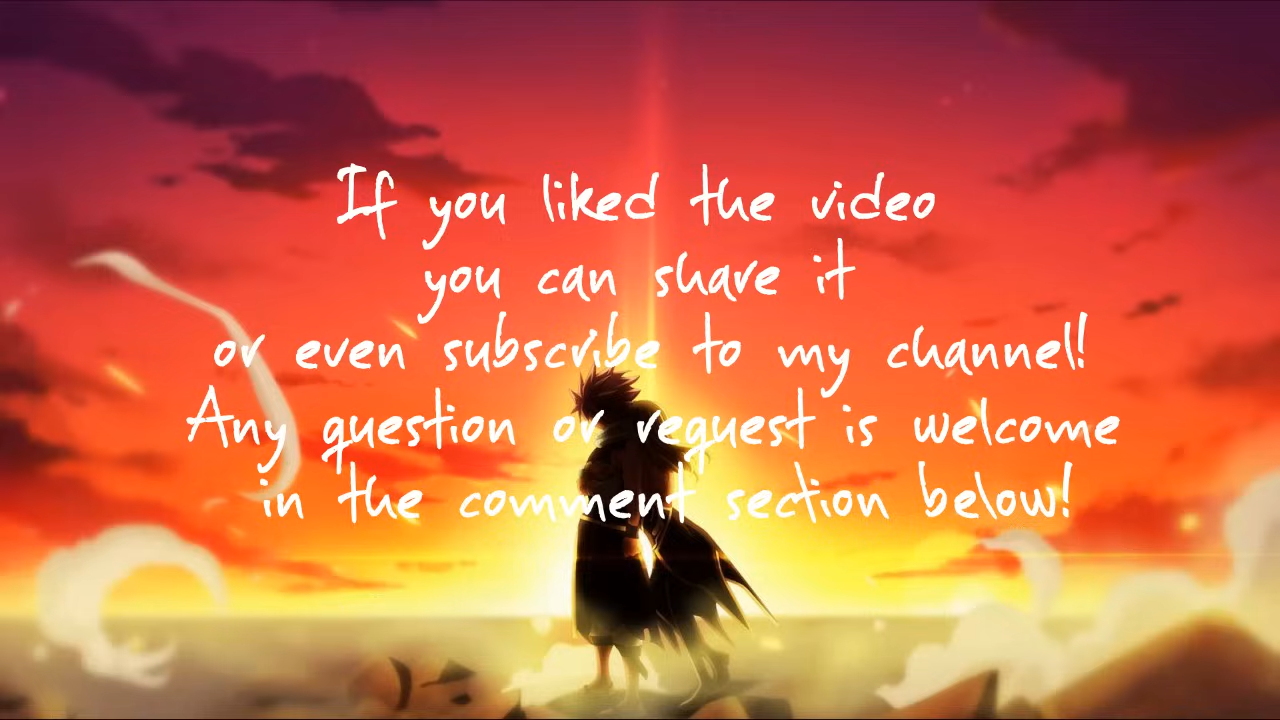 If you liked the video
you can share it
or even subscribe to my channel!
Any question or request is welcome
in the comment section below!